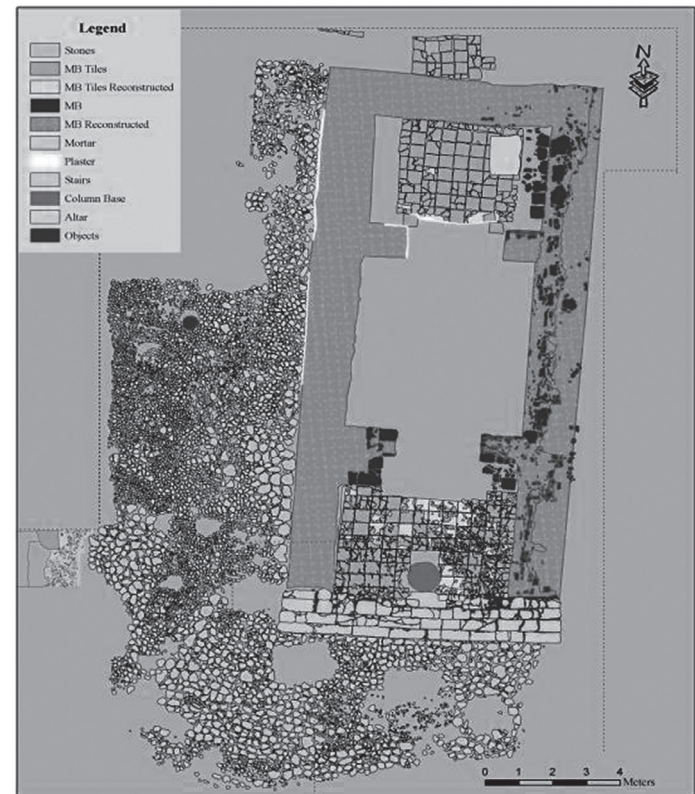 Legend
Stones
MB Tiles
MB Tiles Reconstructed
MB
MB Reconstructed
Mortar
Plaster
Stairs
Column Base
Altar
Objects
N
0 1 2 3 4
Meters